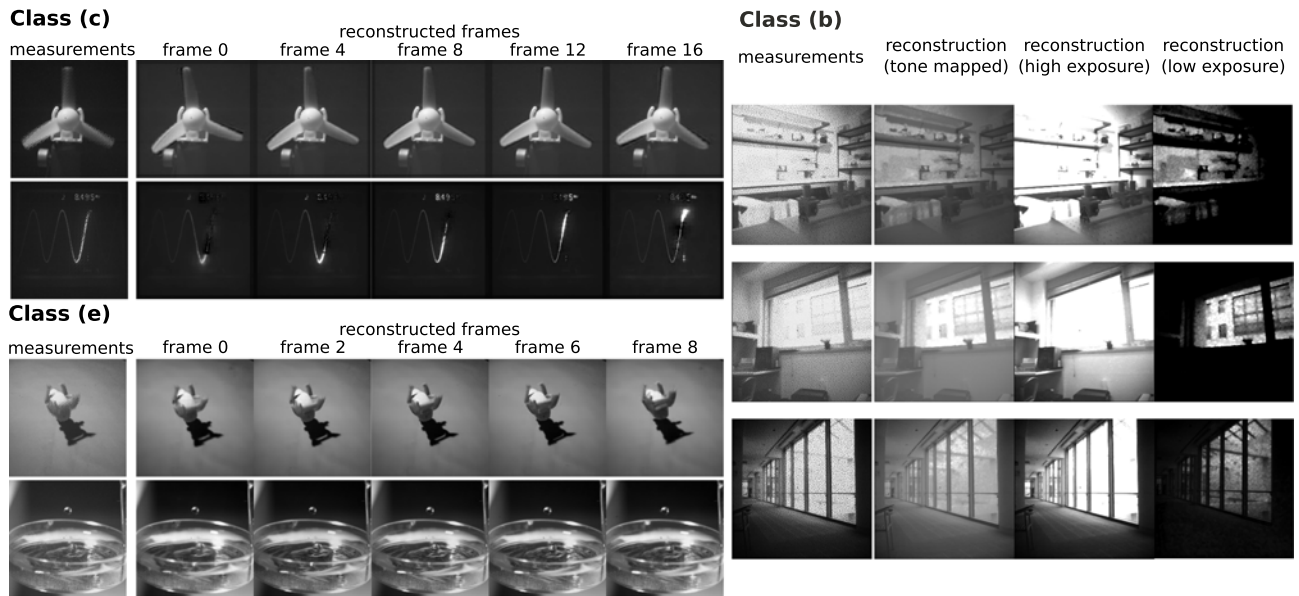 Class (c)
reconstructed frames
measurements frame 0 frame 4 frame 8 frame 12 frame 16
Class (e)
reconstructed frames
measurements frame 0 frame 2 frame 4 frame 6 frame 8
Class (b)
measurements
reconstruction (tone mapped)
reconstruction (high exposure)
reconstruction (low exposure)